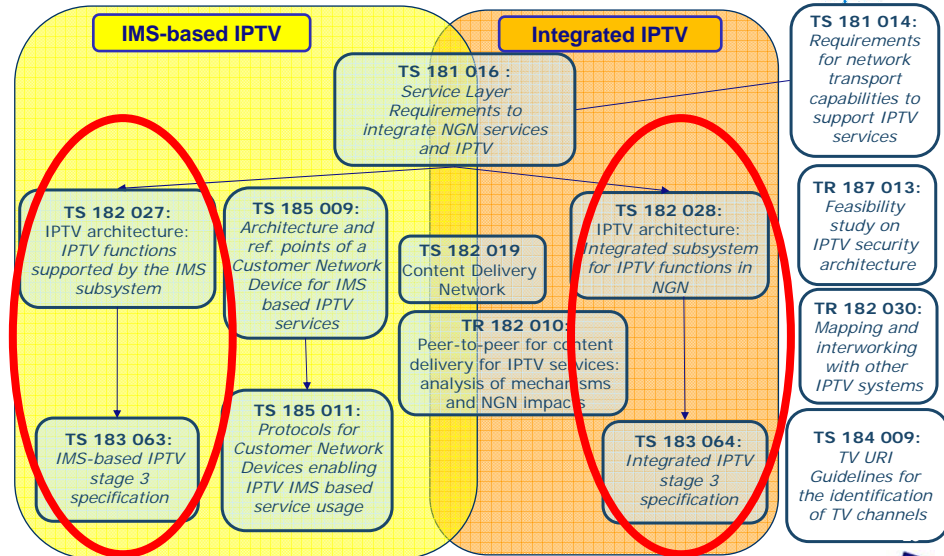 IMS-based IPTV
Integrated IPTV
TS 181 016 :
Service Layer
Requirements to
integrate NGN services
and IPTV
TS 181 014:
Requirements
for network
transport
capabilities to
support IPTV
services
TS 182 027:
IPTV architecture:
IPTV functions
supported by the IMS
subsystem
TS 185 009:
Architecture and
ref. points of a
Customer Network
Device for IMS
based IPTV
services
TS 182 019
Content Delivery
Network
TS 182 028:
IPTV architecture:
Integrated subsystem
for IPTV functions in
NGN
TR 187 013:
Feasibility
study on
IPTV security
architecture
TR 182 010:
Peer-to-peer for content
delivery for IPTV services:
analysis of mechanisms
and NGN impacts
TR 182 030:
Mapping and
interworking
with other
IPTV systems
TS 183 063:
IMS-based IPTV
stage 3
specification
TS 185 011:
Protocols for
Customer Network
Devices enabling
IPTV IMS based
service usage
TS 183 064:
Integrated IPTV
stage 3
specification
TS 184 009:
TV URI
Guidelines for
the identification
of TV channels